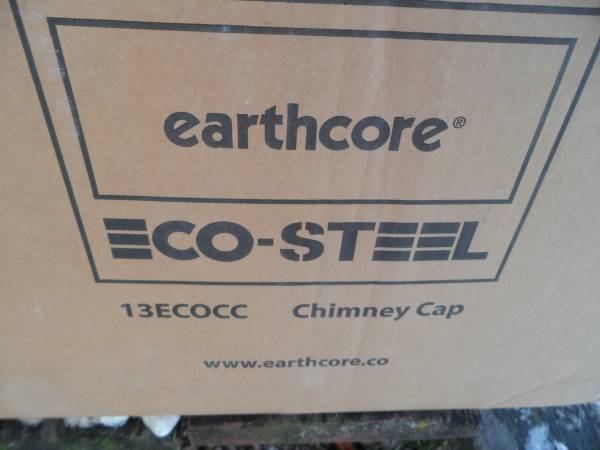 earthcore®
ECO-STEEL
13ECOCC Chimney Cap
www.earthcore.co